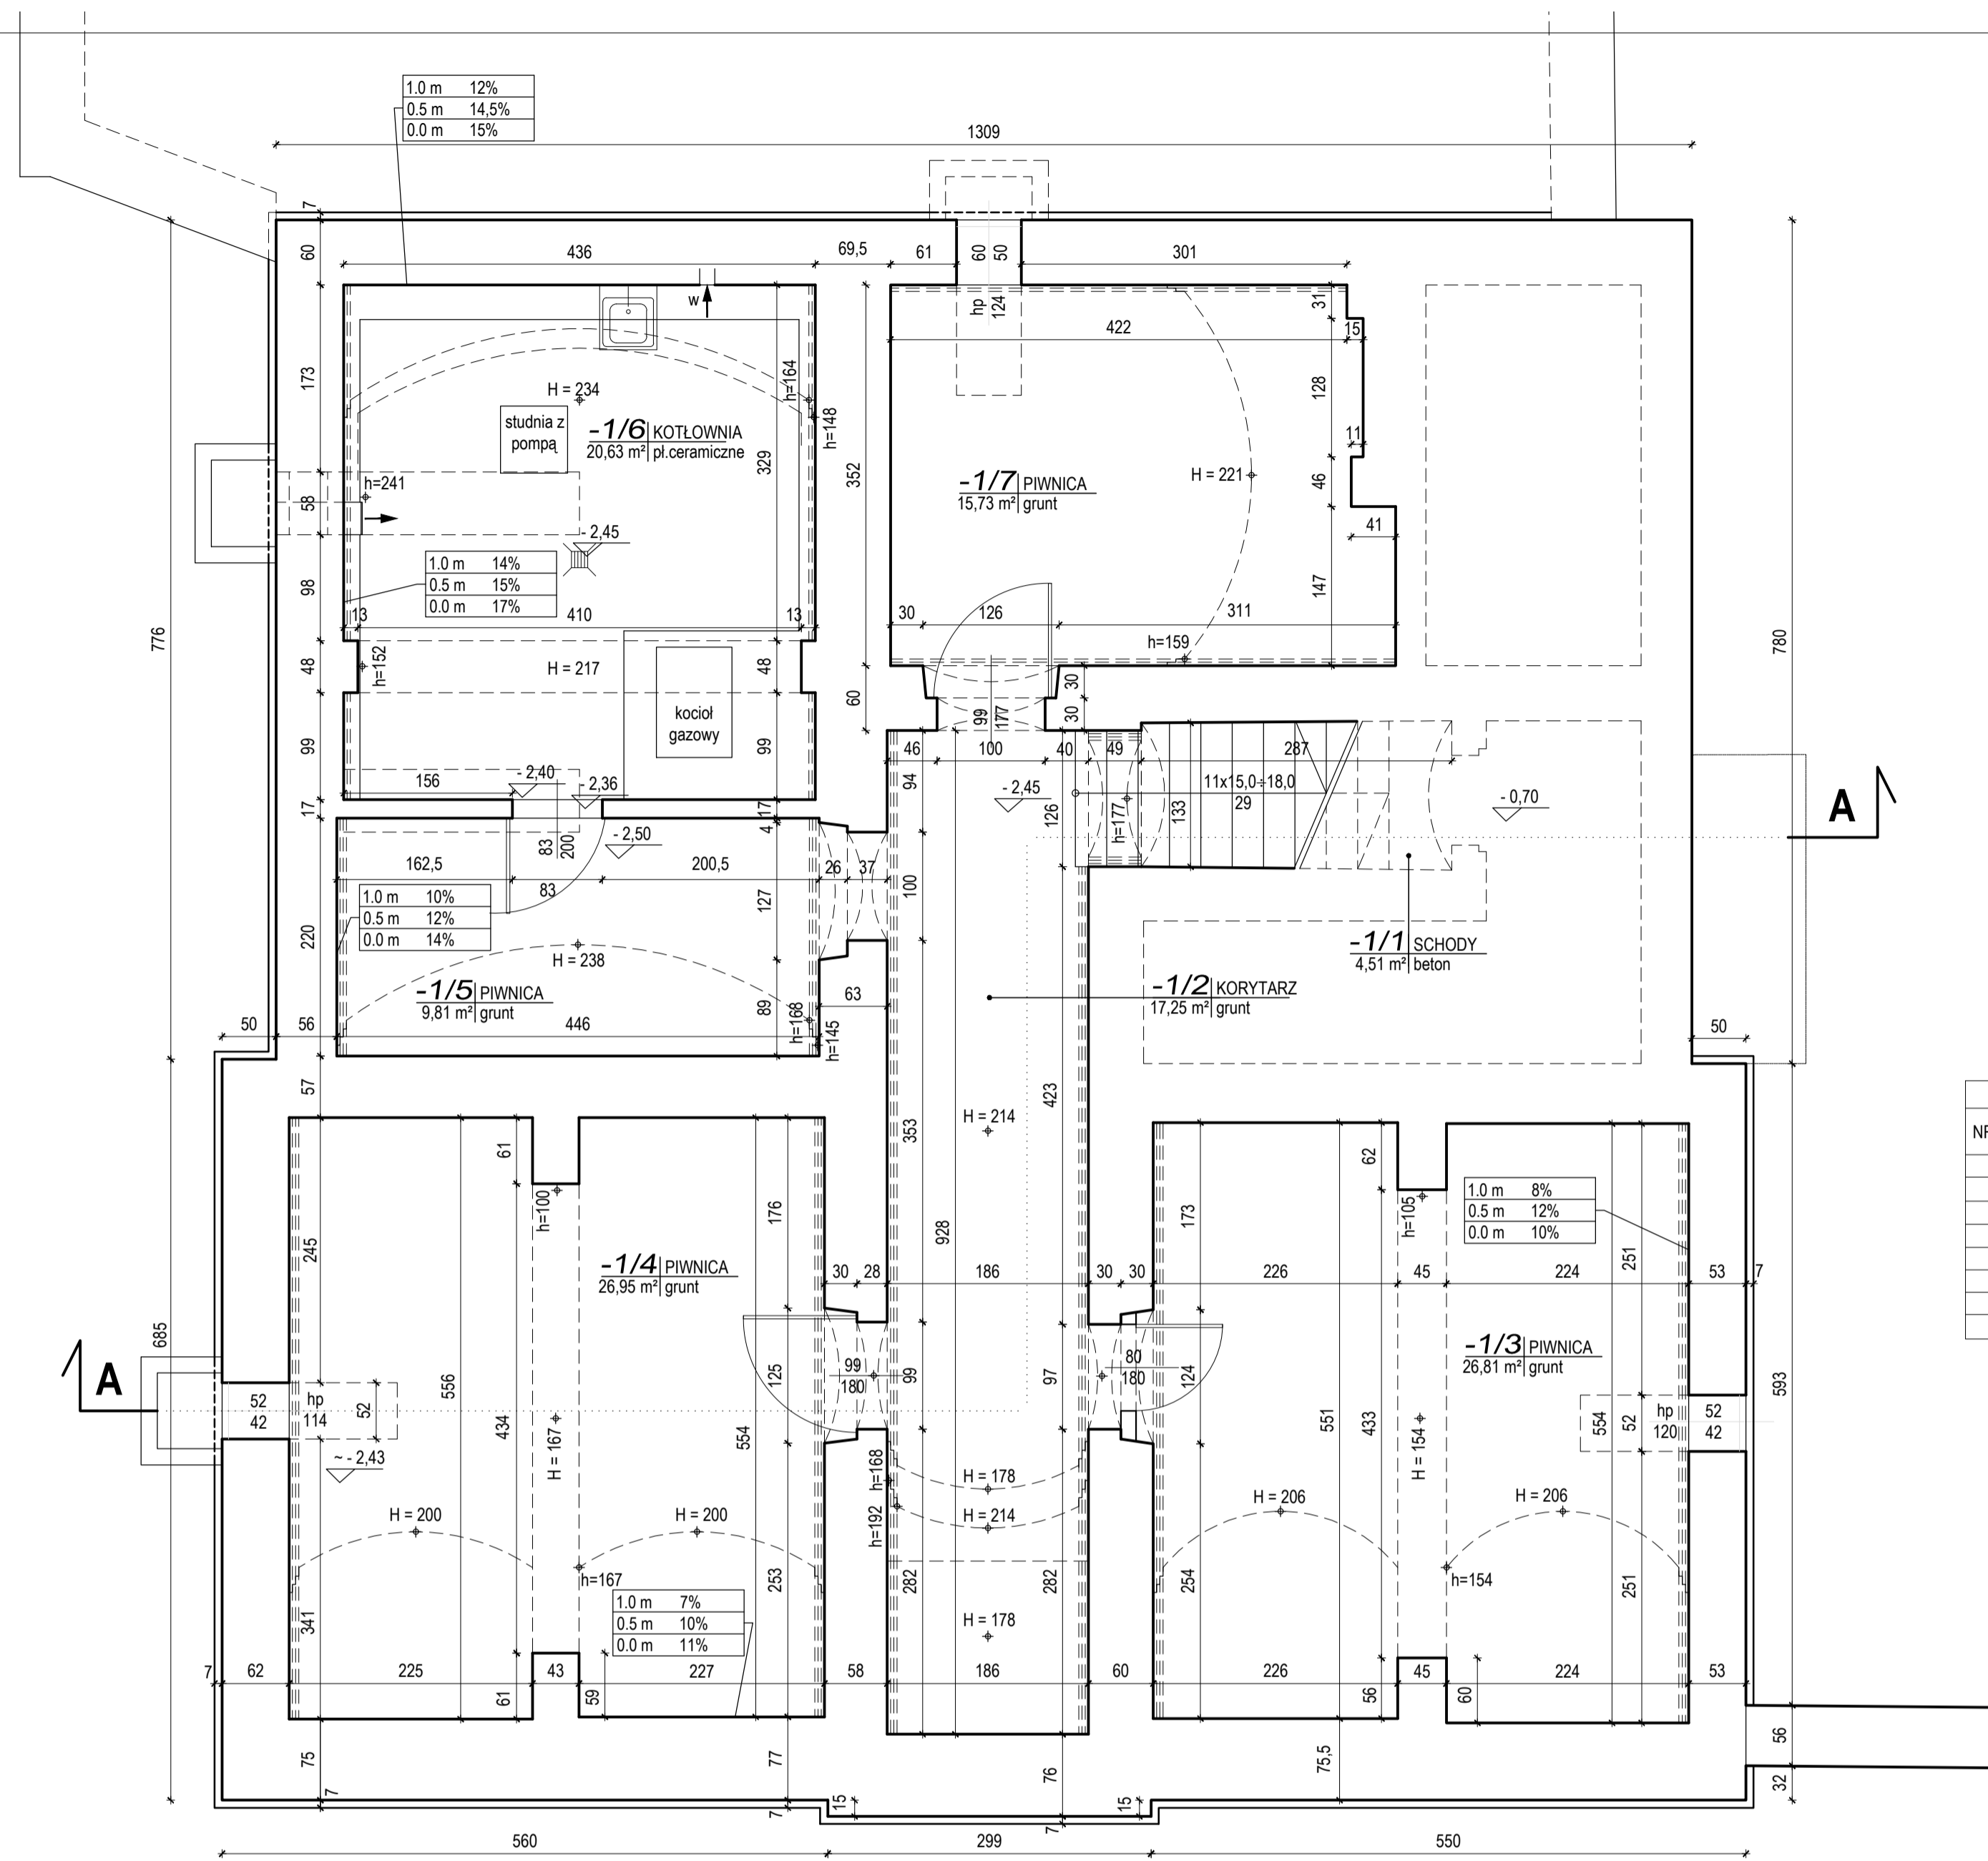 1.0 m 12%
0.5 m 14,5%
0.0 m 15%
1309
7
60
436
69,5
61
60
50
301
w
hp
124
31
422
15
173
h=164
H = 234
h=148
128
studnia z
pompą
-1/6 KOTŁOWNIA
20,63 m² pł.ceramiczne
329
352
11
h=241
-1/7 PIWNICA
15,73 m² grunt
H = 221
46
58
41
- 2,45
1.0 m 14%
0.5 m 15%
0.0 m 17%
98
147
13
410
13
30
126
311
776
780
h=152
48
H = 217
48
h=159
60
30
30
99
177
kocioł
gazowy
99
99
46
100
40
49
287
156
- 2,40
- 2,36
94
- 2,45
126
h=177
133
11x15,0÷18,0
29
- 0,70
A
17
17
4
83
200
- 2,50
162,5
83
200,5
26
37
127
100
1.0 m 10%
0.5 m 12%
0.0 m 14%
220
H = 238
-1/5 PIWNICA
9,81 m² grunt
89
63
h=168
h=145
-1/1 SCHODY
4,51 m² beton
-1/2 KORYTARZ
17,25 m² grunt
50
56
446
50
57
423
H = 214
353
61
62
NR
h=100
h=105
1.0 m 8%
0.5 m 12%
0.0 m 10%
176
173
245
928
251
-1/4 PIWNICA
26,95 m² grunt
30
28
186
30
30
226
45
224
53
7
685
-1/3 PIWNICA
26,81 m² grunt
A
99
180
99
97
80
180
124
125
556
593
52
42
hp
114
52
434
H = 167
554
551
433
H = 154
554
52
hp
120
52
42
~ - 2,43
h=168
H = 178
h=192
H = 214
H = 200
H = 200
H = 206
H = 206
h=167
h=154
253
282
282
254
251
341
1.0 m 7%
0.5 m 10%
0.0 m 11%
H = 178
7
62
225
43
227
58
186
60
226
45
224
53
61
59
56
60
75
77
76
75,5
56
32
7
7
15
15
7
560
299
550